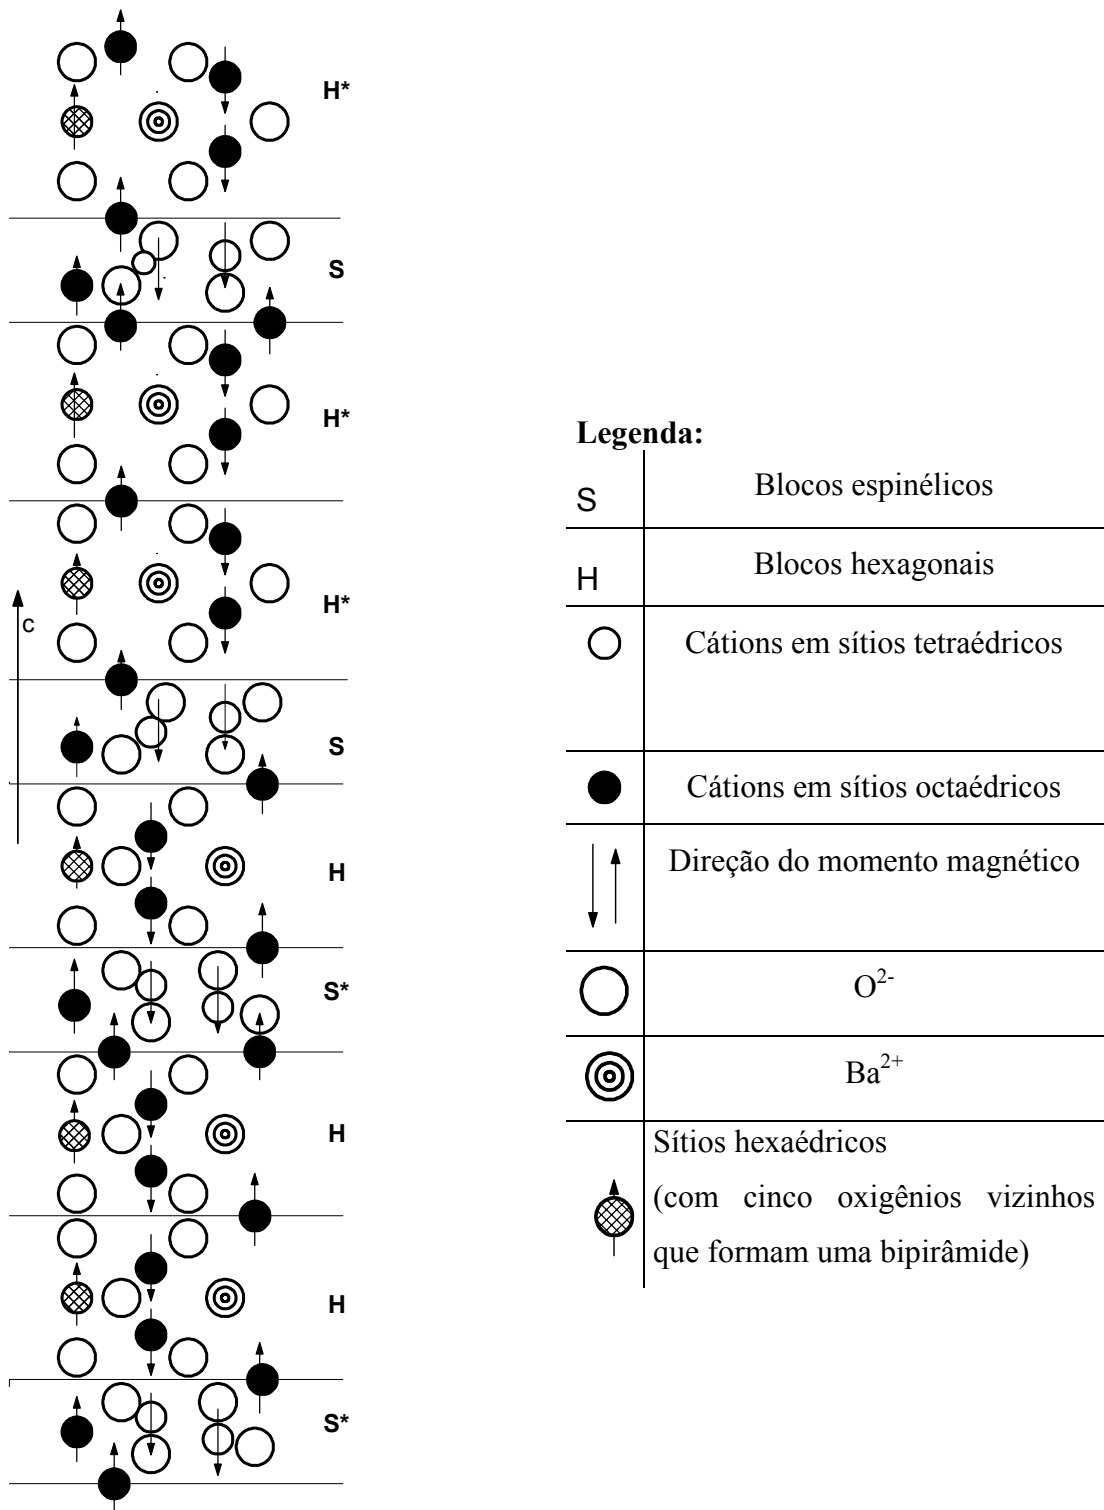 H*
S
H*
H*
c
S
H
S*
H
H
S*
Legenda:
S
Blocos espinélicos
H
Blocos hexagonais
Cátions em sítios tetraédricos
Cátions em sítios octaédricos
Direção do momento magnético
O2-
Ba2+
Sítios hexaédricos
(com cinco oxigênios vizinhos
que formam uma bipirâmide)